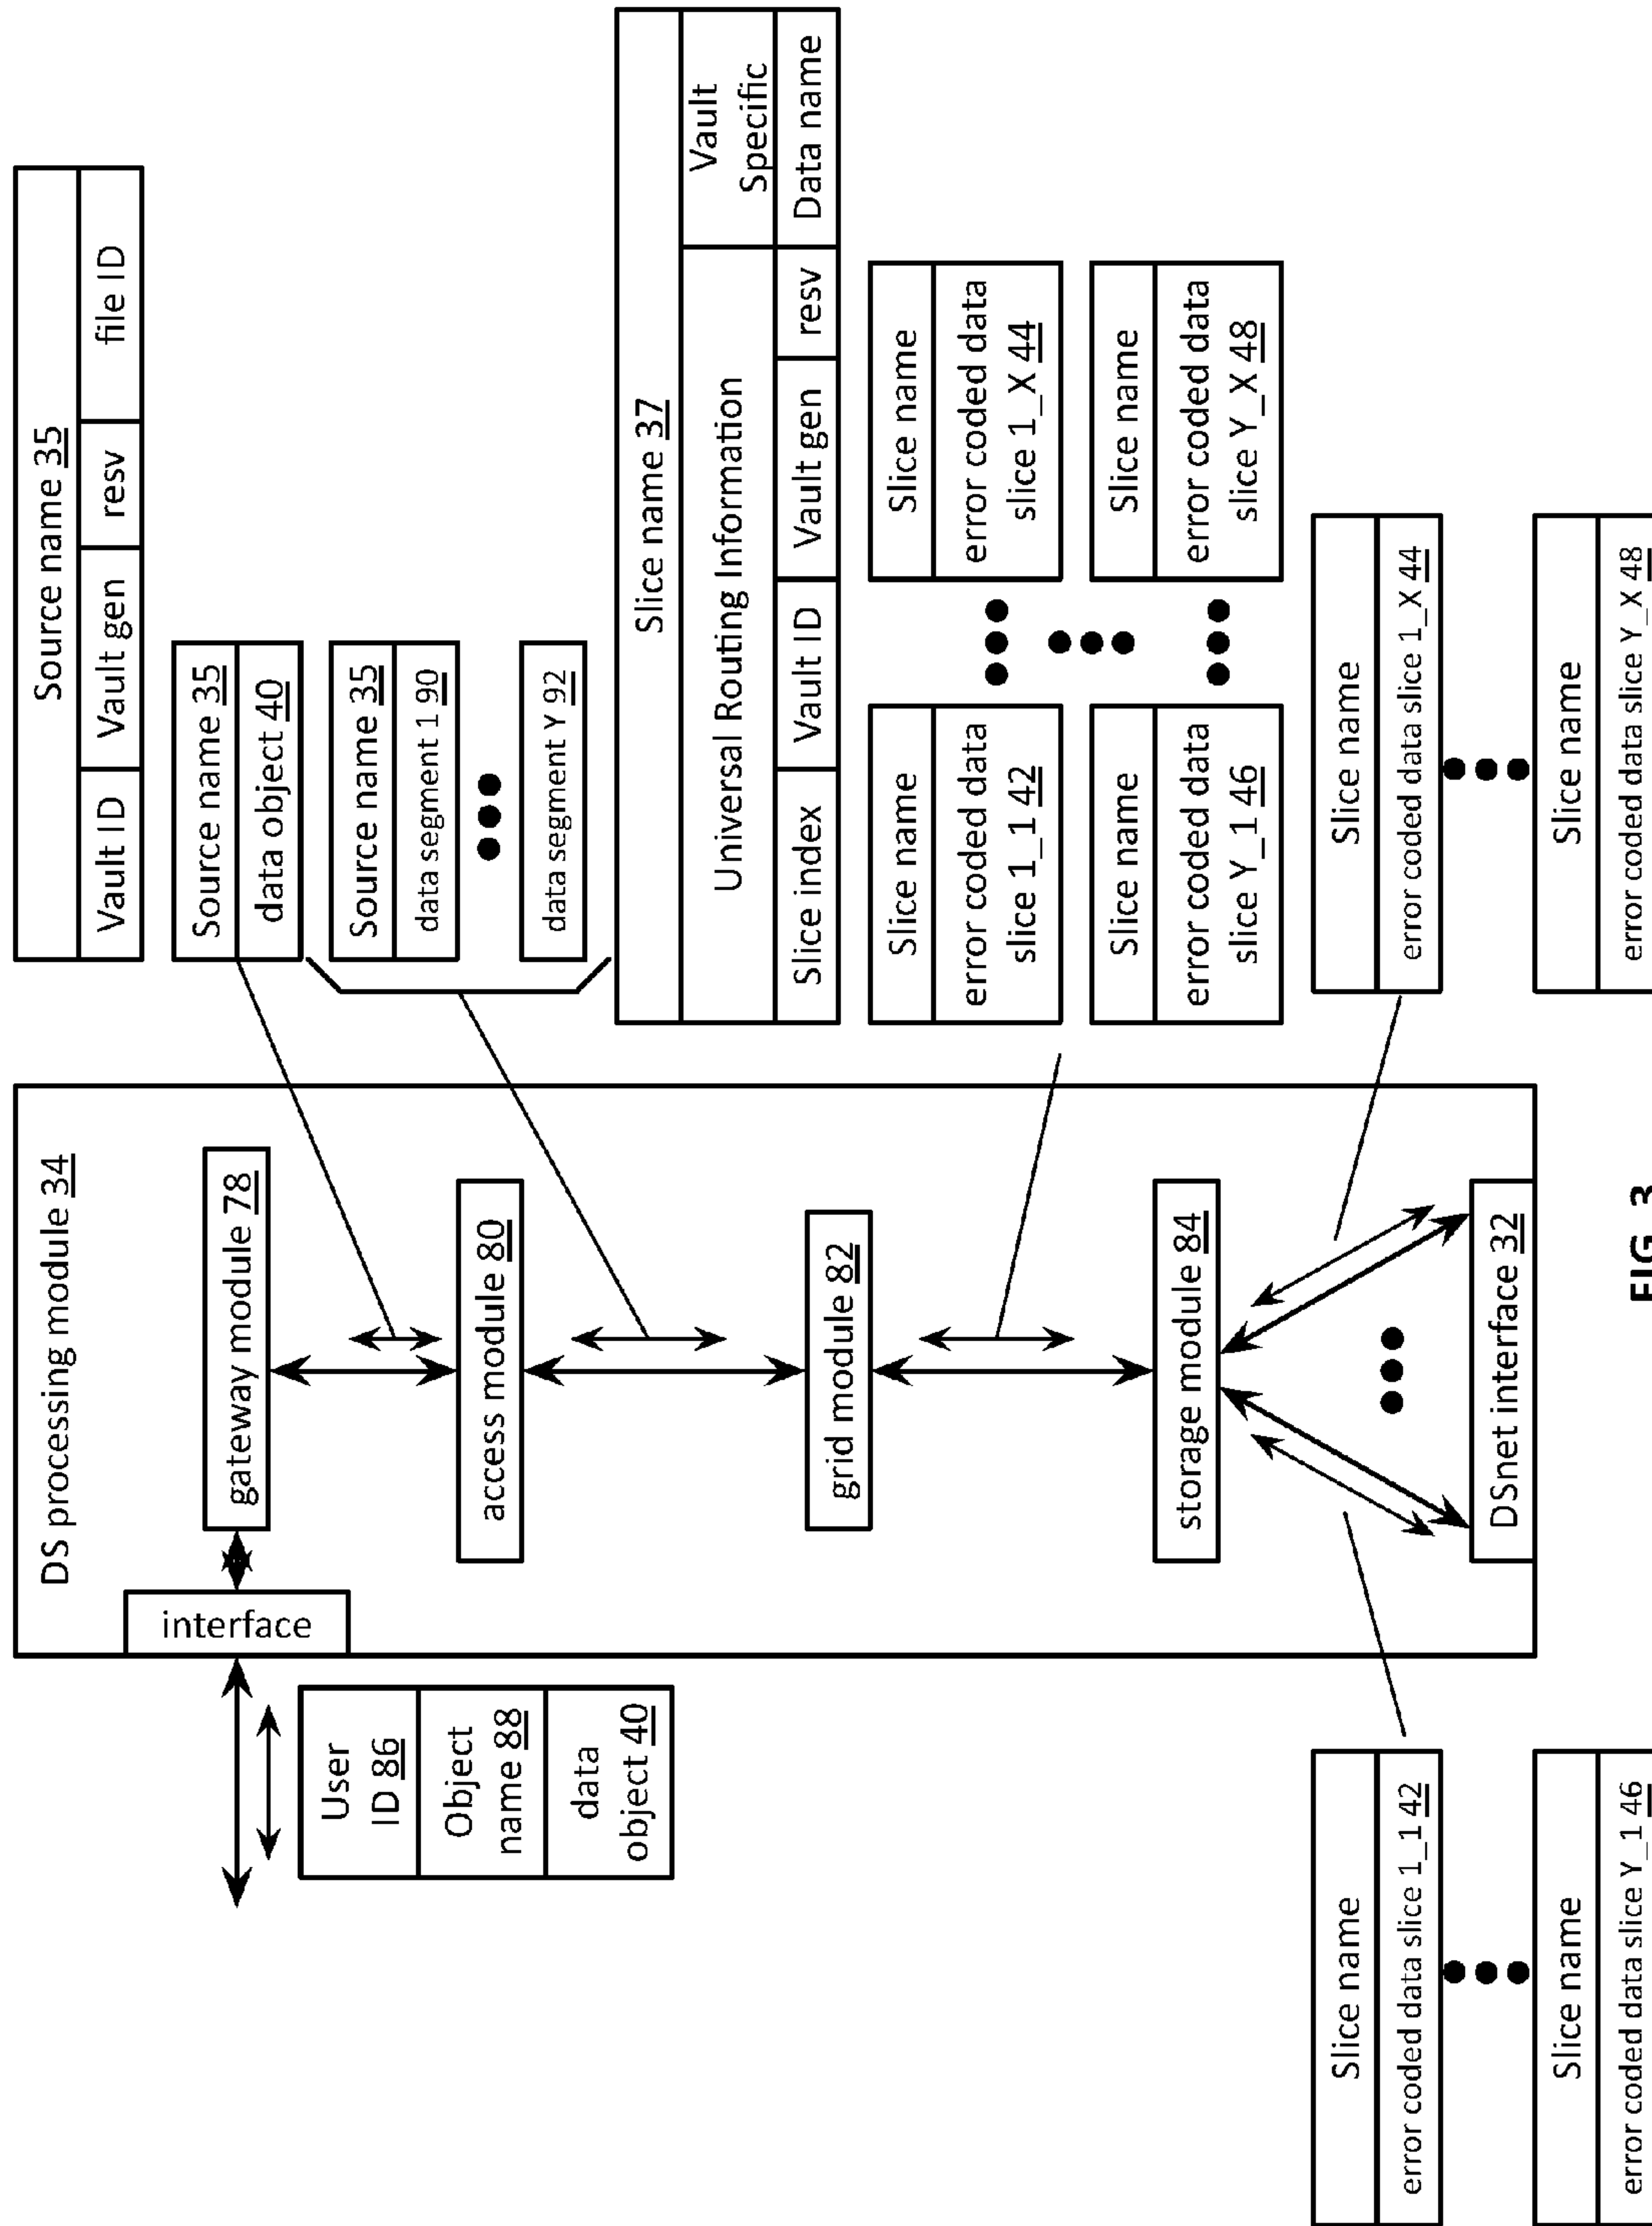 DS processing module 34
interface
gateway module 78
access module 80
grid module 82
storage module 84
DSnet interface 32
User
ID 86
Object
name 88
data
object 40
Source name 35
Vault ID
Vault gen
resv
file ID
Source name 35
data object 40
Source name 35
data segment 1 90
data segment Y 92
Slice name 37
Universal Routing Information
Vault
Specific
Slice index
Vault ID
Vault gen
resv
Data name
Slice name
error coded data
slice 1_1 42
Slice name
error coded data
slice 1_X 44
Slice name
error coded data
slice Y_1 46
Slice name
error coded data
slice Y_X 48
Slice name
error coded data slice 1_1 42
Slice name
error coded data slice Y_1 46
Slice name
error coded data slice 1_X 44
Slice name
error coded data slice Y_X 48
FIG. 3